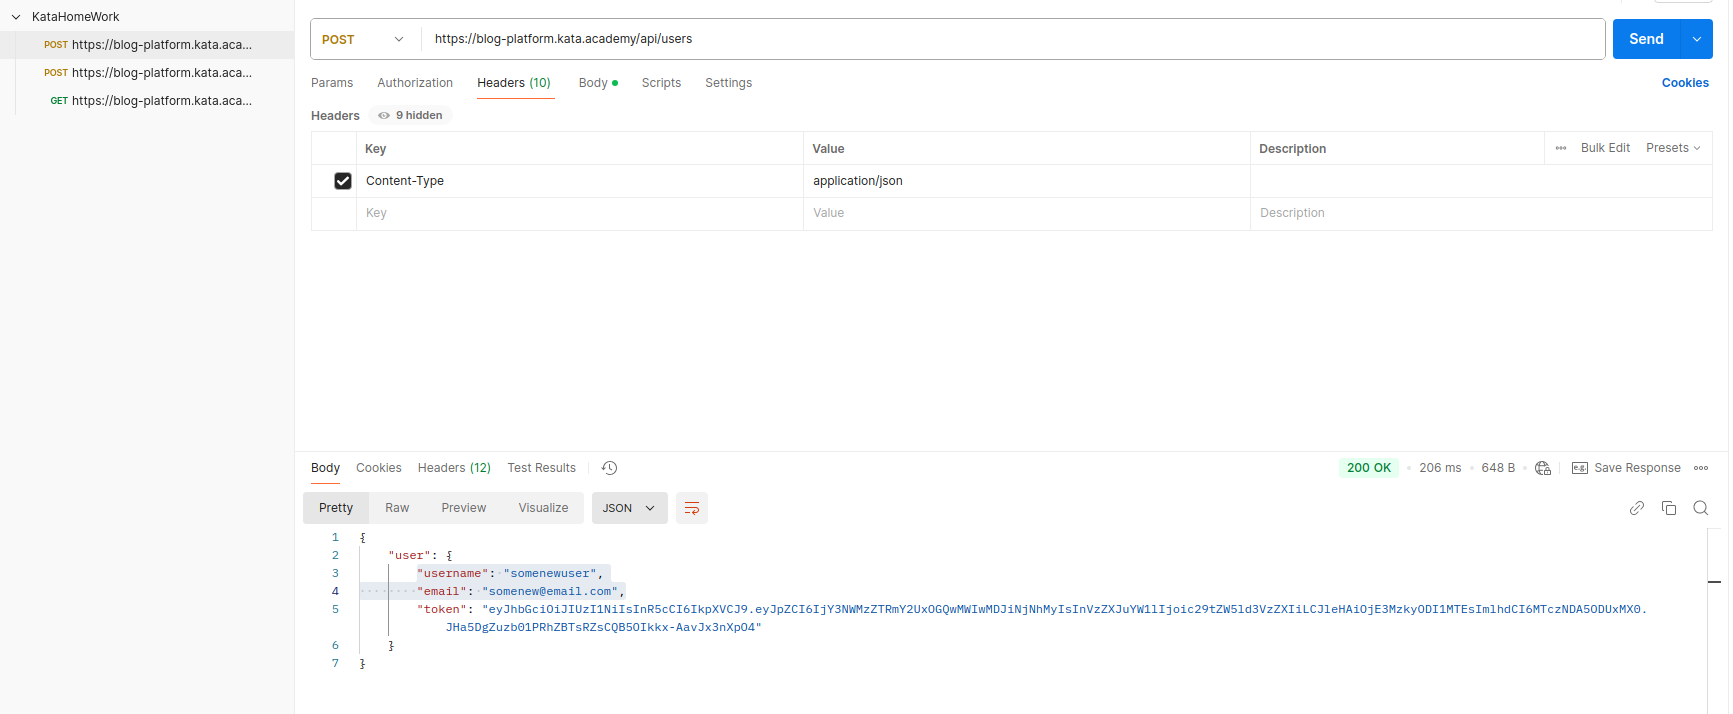 KataHomeWork
POST https://blog-platform.kata.aca...
POST https://blog-platform.kata.aca...
GET https://blog-platform.kata.aca...
POST https://blog-platform.kata.academy/api/users Send
Params Authorization Headers (10) Body Scripts Settings Cookies
Headers 9 hidden
Key Value Description Bulk Edit Presets
Content-Type application/json
Key Value Description
Body Cookies Headers (12) Test Results 200 OK 206 ms 648 B e.g. Save Response
Pretty Raw Preview Visualize JSON
1 {
2 "user": {
3 "username": "somenewuser",
4 "email": "somenew@email.com",
5 "token": "eyJhbGciOiJIUzI1NiIsInR5cCI6IkpXVCJ9.eyJpZCI6IjY3NWMzZTRmY2UxOGQwMWIwMDJiNjNhMyIsInVzZXJuYW1lIjoic29tZW5ld3VzZXIiLCJleHAiOjE3MzkyODI1MTEsImlhdCI6MTczNDA5ODUxMX0.
JHa5DgZuzb01PRhZBTsRZsCQB5OIkkx-AavJx3nXpO4"
6 }
7 }